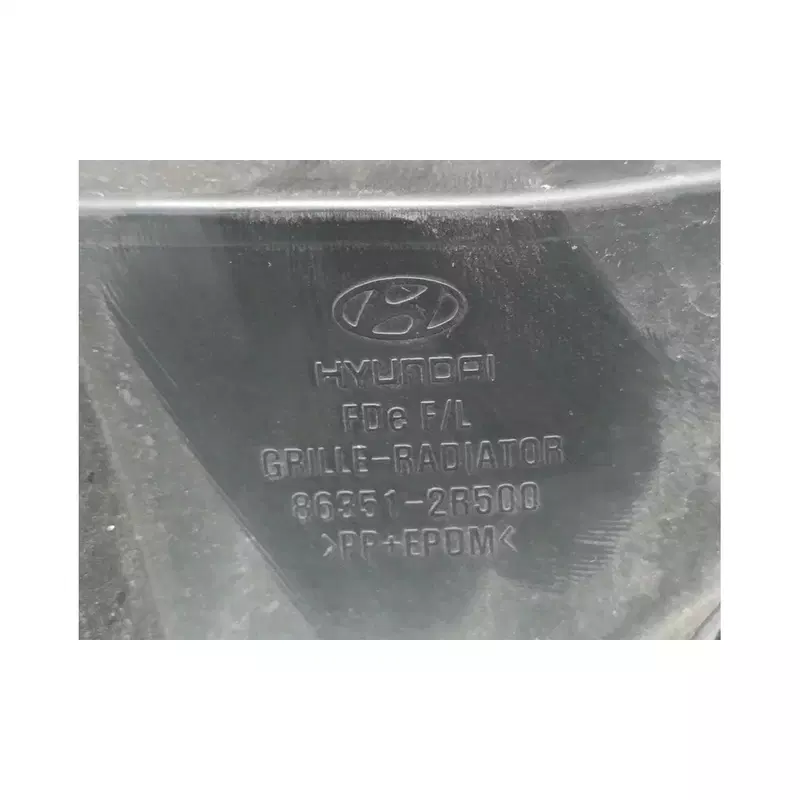 HYUNDAI
FDe F/L
GRILLE-RADIATOR
86351-2R500
>PP+EPDM<